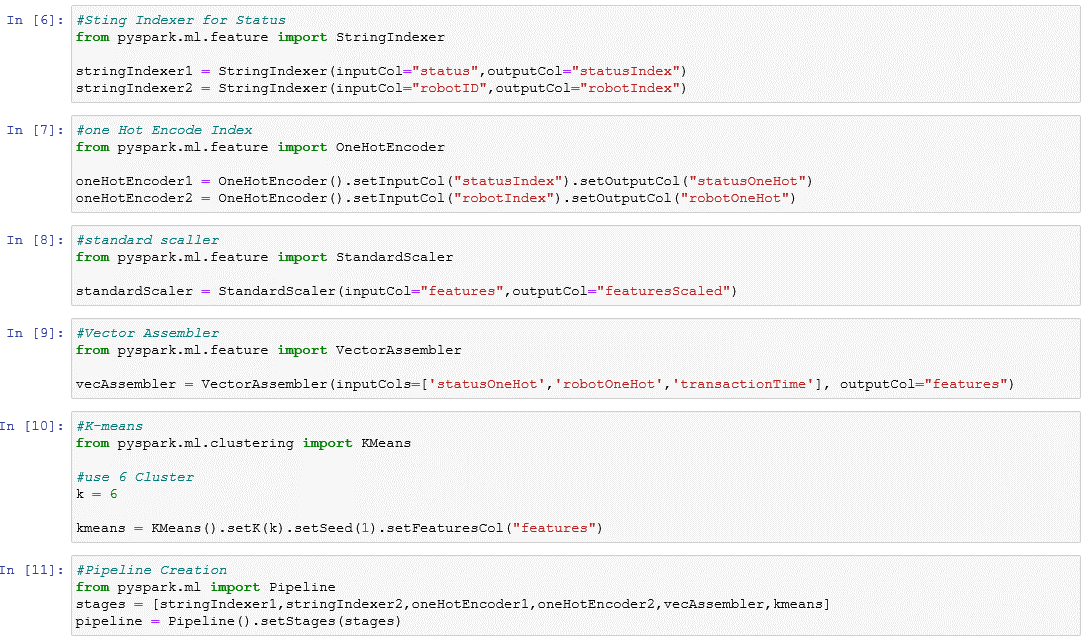 In [6]: #Sting Indexer for Status
from pyspark.ml.feature import StringIndexer
stringIndexer1 = StringIndexer(inputCol="status",outputCol="statusIndex")
stringIndexer2 = StringIndexer(inputCol="robotID",outputCol="robotIndex")
In [7]: #one Hot Encode Index
from pyspark.ml.feature import OneHotEncoder
oneHotEncoder1 = OneHotEncoder().setInputCol("statusIndex").setOutputCol("statusOneHot")
oneHotEncoder2 = OneHotEncoder().setInputCol("robotIndex").setOutputCol("robotOneHot")
In [8]: #standard scaller
from pyspark.ml.feature import StandardScaler
standardScaler = StandardScaler(inputCol="features",outputCol="featuresScaled")
In [9]: #Vector Assembler
from pyspark.ml.feature import VectorAssembler
vecAssembler = VectorAssembler(inputCols=['statusOneHot','robotOneHot','transactionTime'], outputCol="features")
In [10]: #K-means
from pyspark.ml.clustering import KMeans
#use 6 Cluster
k = 6
kmeans = KMeans().setK(k).setSeed(1).setFeaturesCol("features")
In [11]: #Pipeline Creation
from pyspark.ml import Pipeline
stages = [stringIndexer1,stringIndexer2,oneHotEncoder1,oneHotEncoder2,vecAssembler,kmeans]
pipeline = Pipeline().setStages(stages)